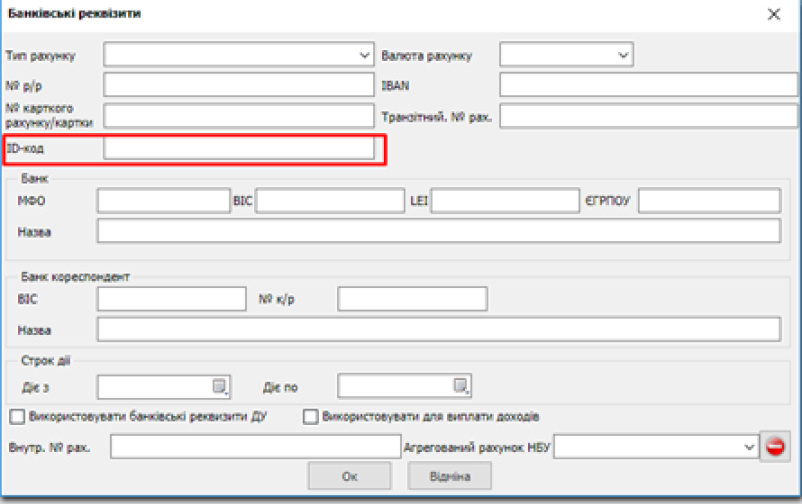 Банківські реквізити
Тип рахунку Валюта рахунку
№ р/р IBAN
№ карткого
рахунку/картки Транзітний. № рах.
ID-код
Банк
МФО BIC LEI ЄГРПОУ
Назва
Банк кореспондент
BIC № к/р
Назва
Строк дії
Діє з Діє по
Використовувати банківські реквизити ДУ Використовувати для виплати доходів
Внутр. № рах. Агрегований рахунок НБУ
Ок Відміна